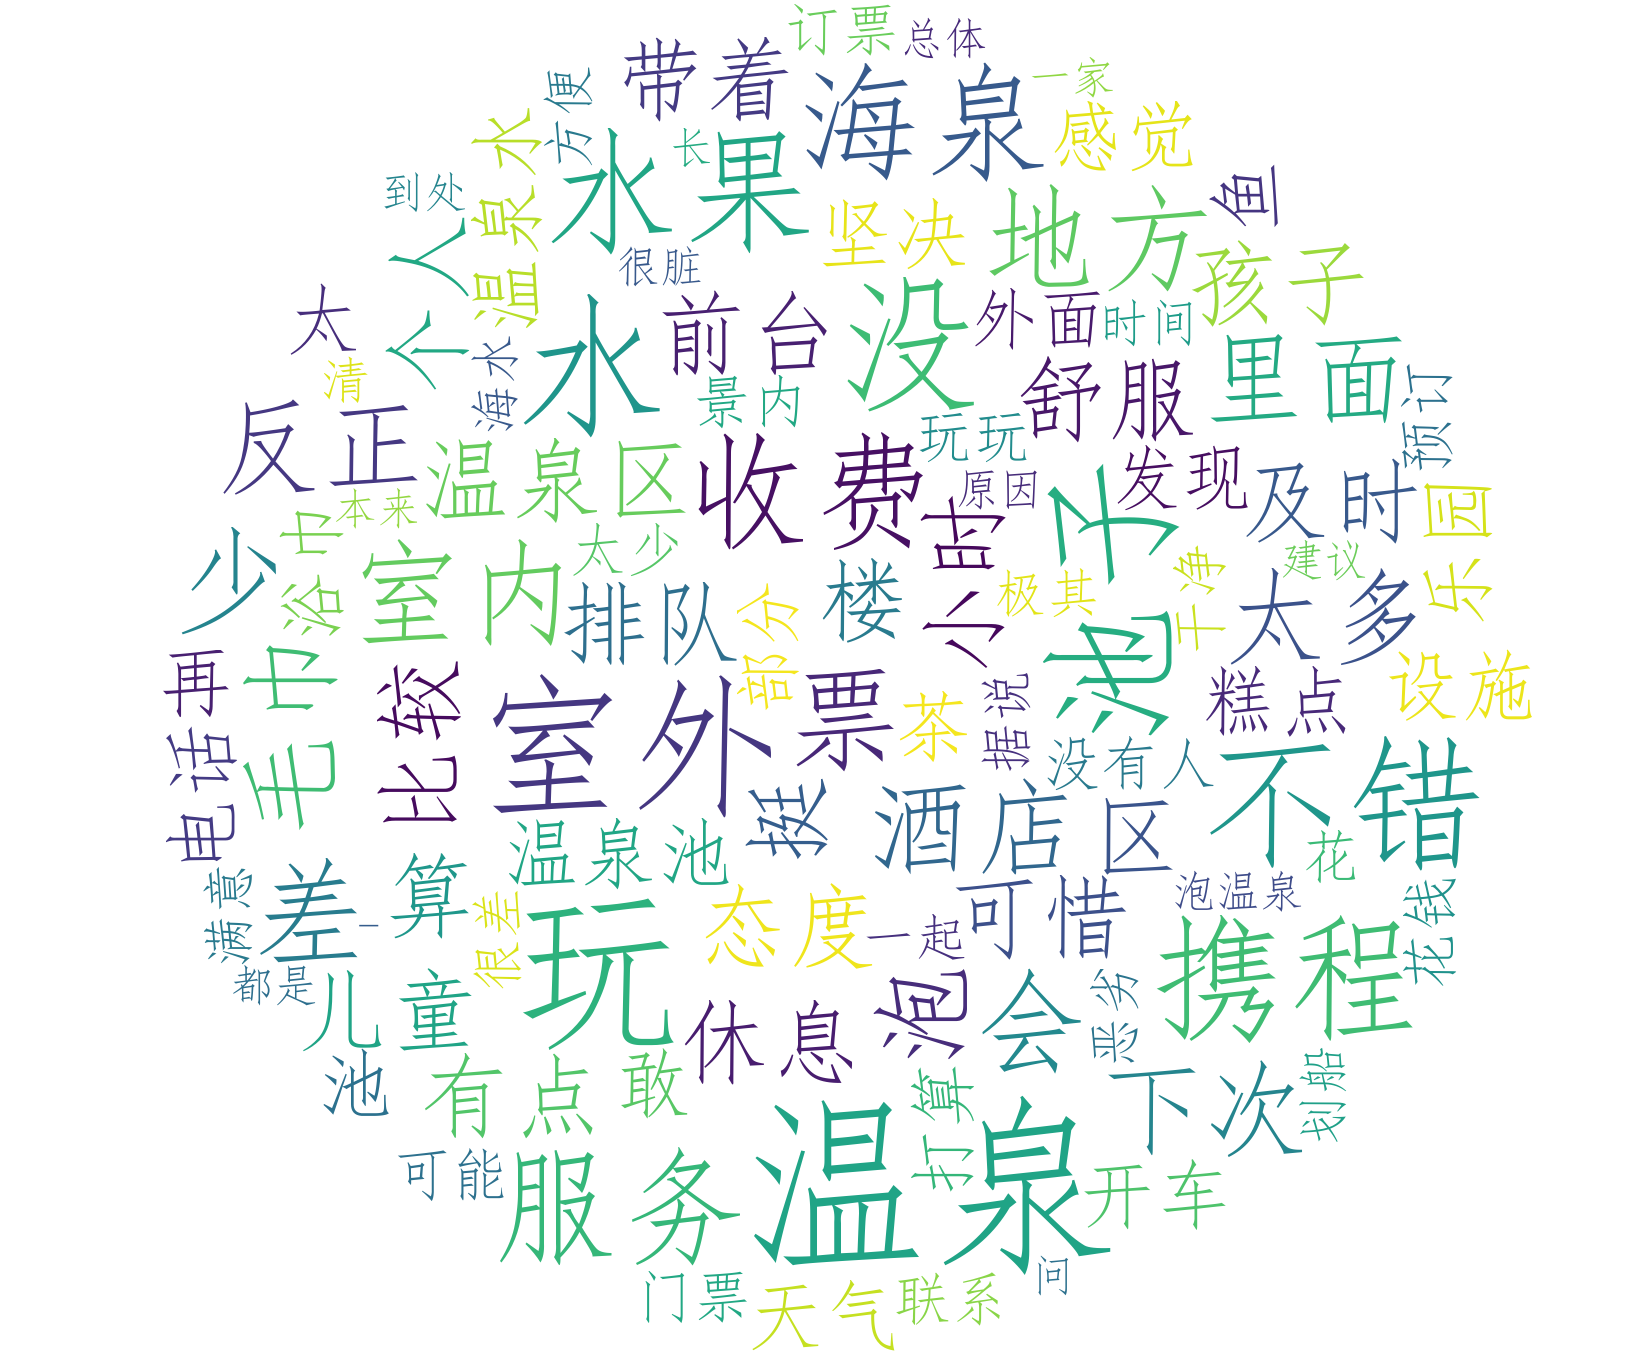 订票
总体
带着
海泉
一家
方便
感觉
温泉水
长
水果
到处
坚决
地方
鱼
个人
很脏
孩子
太
水
前台
没
外面
时间
清
海水
景内
舒服
里面
预订
反正
温泉区
收费
玩玩
发现
及时
本来
原因
池子
乐园
浴巾
少
室内
太少
小时
建议
排队
楼
极其
干净
太多
毛巾
部分
再
比较
室外
票
茶
据说
糕点
设施
电话
没有人
不错
挺
酒店
区
温泉池
花
满意
差
一
算
很差
玩
态度
一起
可惜
泡温泉
花钱
都是
儿童
泡
会
恶劣
携程
休息
池
有点
敢
打算
下次
划船
可能
服务
温泉
开车
门票
天气
联系
问